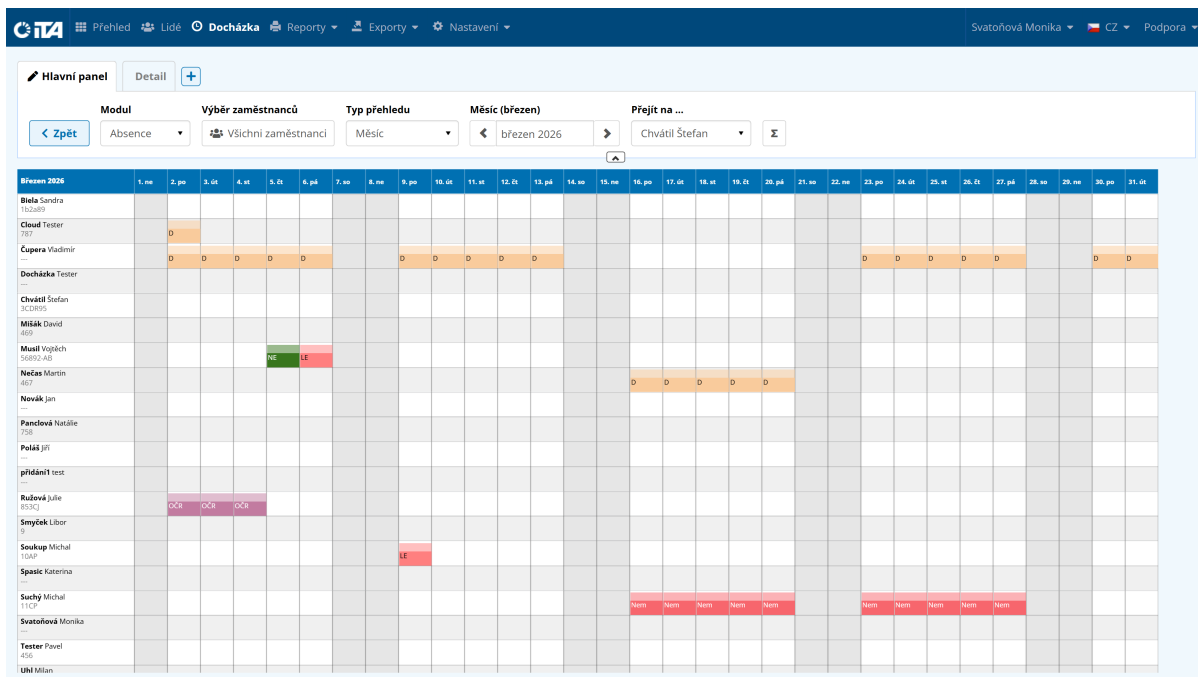 ITA Přehled Lidé Docházka Reporty Exporty Nastavení Svatoňová Monika CZ Podpora
Hlavní panel Detail +
Modul Výběr zaměstnanců Typ přehledu Měsíc (březen) Přejít na ...
Zpět Absence Všichni zaměstnanci Měsíc březen 2026 Chvátil Štefan Σ
Březen 2026 1. ne 2. po 3. út 4. st 5. čt 6. pá 7. so 8. ne 9. po 10. út 11. st 12. čt 13. pá 14. so 15. ne 16. po 17. út 18. st 19. čt 20. pá 21. so 22. ne 23. po 24. út 25. st 26. čt 27. pá 28. so 29. ne 30. po 31. út
Biela Sandra
1b2a89
Cloud Tester
787 D
Čupera Vladimír
--- D D D D D D D D D D D D D D D D D
Docházka Tester
---
Chvátil Štefan
3CDR95
Mišák David
469
Musil Vojtěch
56892-AB NE LE
Nečas Martin
467 D D D D D
Novák Jan
---
Panclová Natálie
758
Poláš Jiří
---
přidání1 test
---
Ružová Julie
853CJ OČR OČR OČR
Smyček Libor
9
Soukup Michal
10AP LE
Spasic Katerina
---
Suchý Michal
11CP Nem Nem Nem Nem Nem Nem Nem Nem Nem Nem
Svatoňová Monika
---
Tester Pavel
456
Uhl Milan